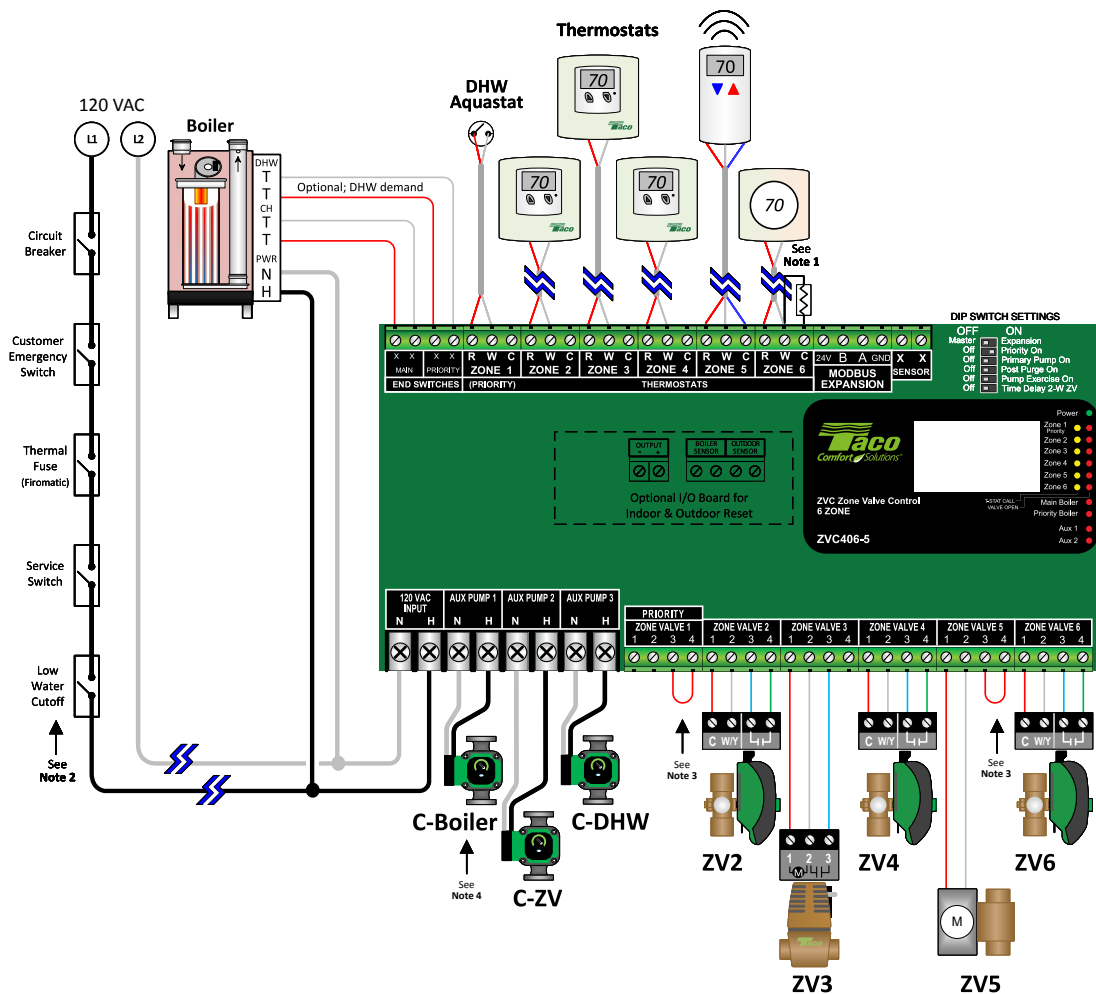 120 VAC
L1
L2
Boiler
DHW
T
T
CH
T
T
PWR
N
H
Optional; DHW demand
DHW
Aquastat
Thermostats
70
70
70
70
70
See
Note 1
Circuit
Breaker
Customer
Emergency
Switch
Thermal
Fuse
(Firomatic)
Service
Switch
Low
Water
Cutoff
See
Note 2
X X X X R W C R W C R W C R W C R W C R W C 24V B A GND X X
MAIN PRIORITY ZONE 1 ZONE 2 ZONE 3 ZONE 4 ZONE 5 ZONE 6 MODBUS EXPANSION SENSOR
END SWITCHES (PRIORITY) THERMOSTATS
DIP SWITCH SETTINGS
OFF ON
Master Expansion
Off Priority On
Off Primary Pump On
Off Post Purge On
Off Pump Exercise On
Off Time Delay 2-W ZV
OUTPUT
- +
BOILER SENSOR
OUTDOOR SENSOR
Optional I/O Board for
Indoor & Outdoor Reset
Taco
Comfort Solutions®
ZVC Zone Valve Control
6 ZONE
ZVC406-5
Power
Zone 1
Priority
Zone 2
Zone 3
Zone 4
Zone 5
Zone 6
T-STAT CALL
VALVE OPEN
Main Boiler
Priority Boiler
Aux 1
Aux 2
120 VAC INPUT AUX PUMP 1 AUX PUMP 2 AUX PUMP 3
N H N H N H N H
PRIORITY
ZONE VALVE 1 ZONE VALVE 2 ZONE VALVE 3 ZONE VALVE 4 ZONE VALVE 5 ZONE VALVE 6
1 2 3 4 1 2 3 4 1 2 3 4 1 2 3 4 1 2 3 4 1 2 3 4
C-Boiler
See
Note 4
C-ZV
C-DHW
See
Note 3
C W/Y
ZV2
1 2 3
M
Taco
ZV3
C W/Y
ZV4
M
ZV5
See
Note 3
C W/Y
ZV6